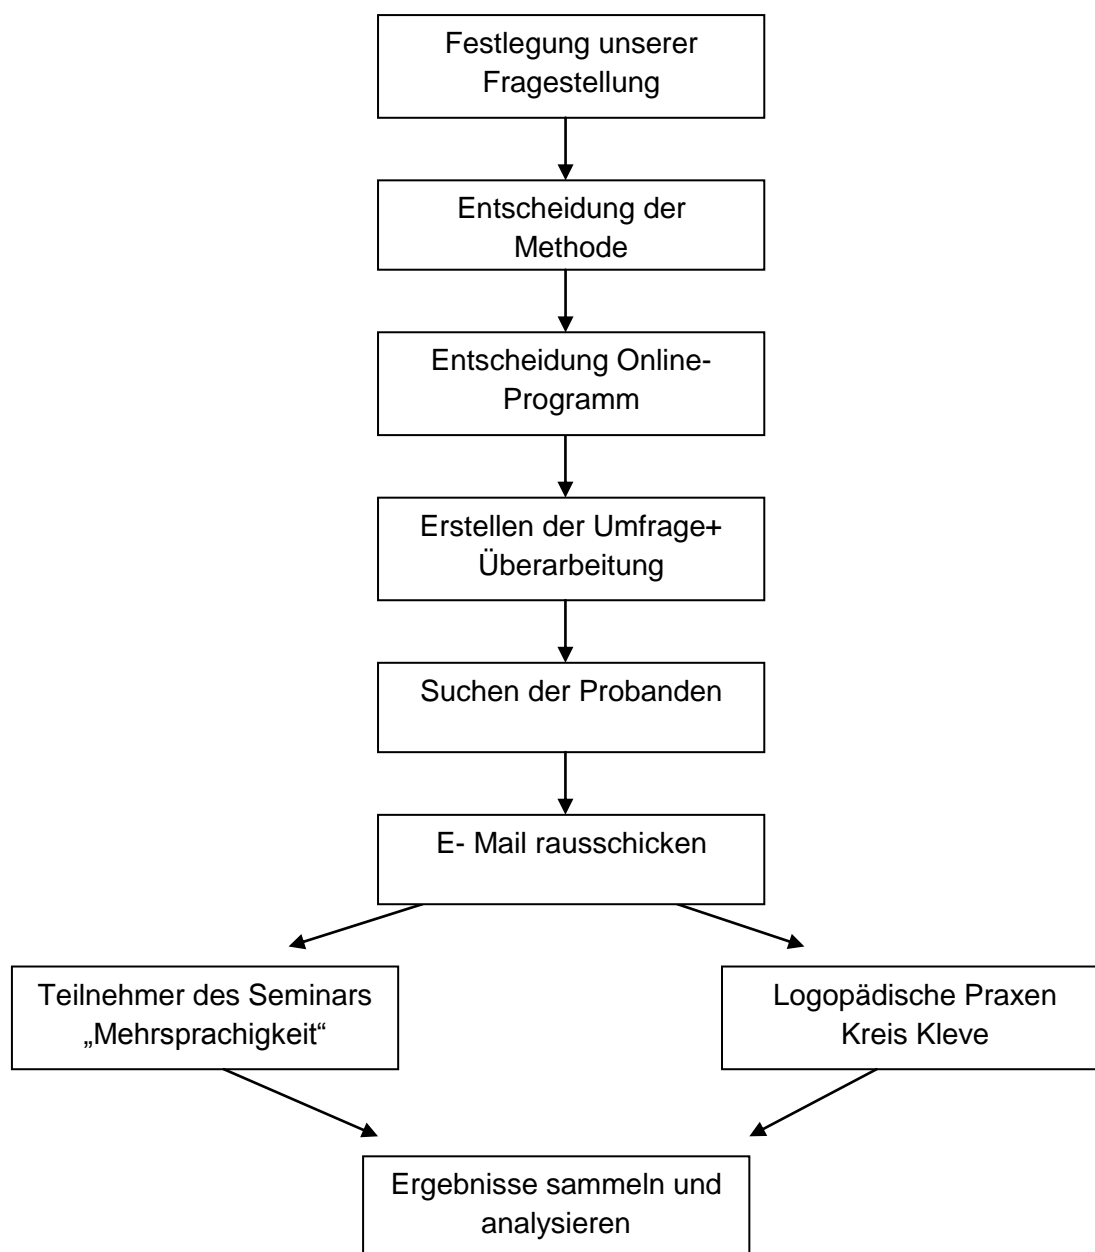 Festlegung unserer
Fragestellung
Entscheidung der
Methode
Entscheidung Online-
Programm
Erstellen der Umfrage+
Überarbeitung
Suchen der Probanden
E- Mail rausschicken
Teilnehmer des Seminars
„Mehrsprachigkeit“
Logopädische Praxen
Kreis Kleve
Ergebnisse sammeln und
analysieren